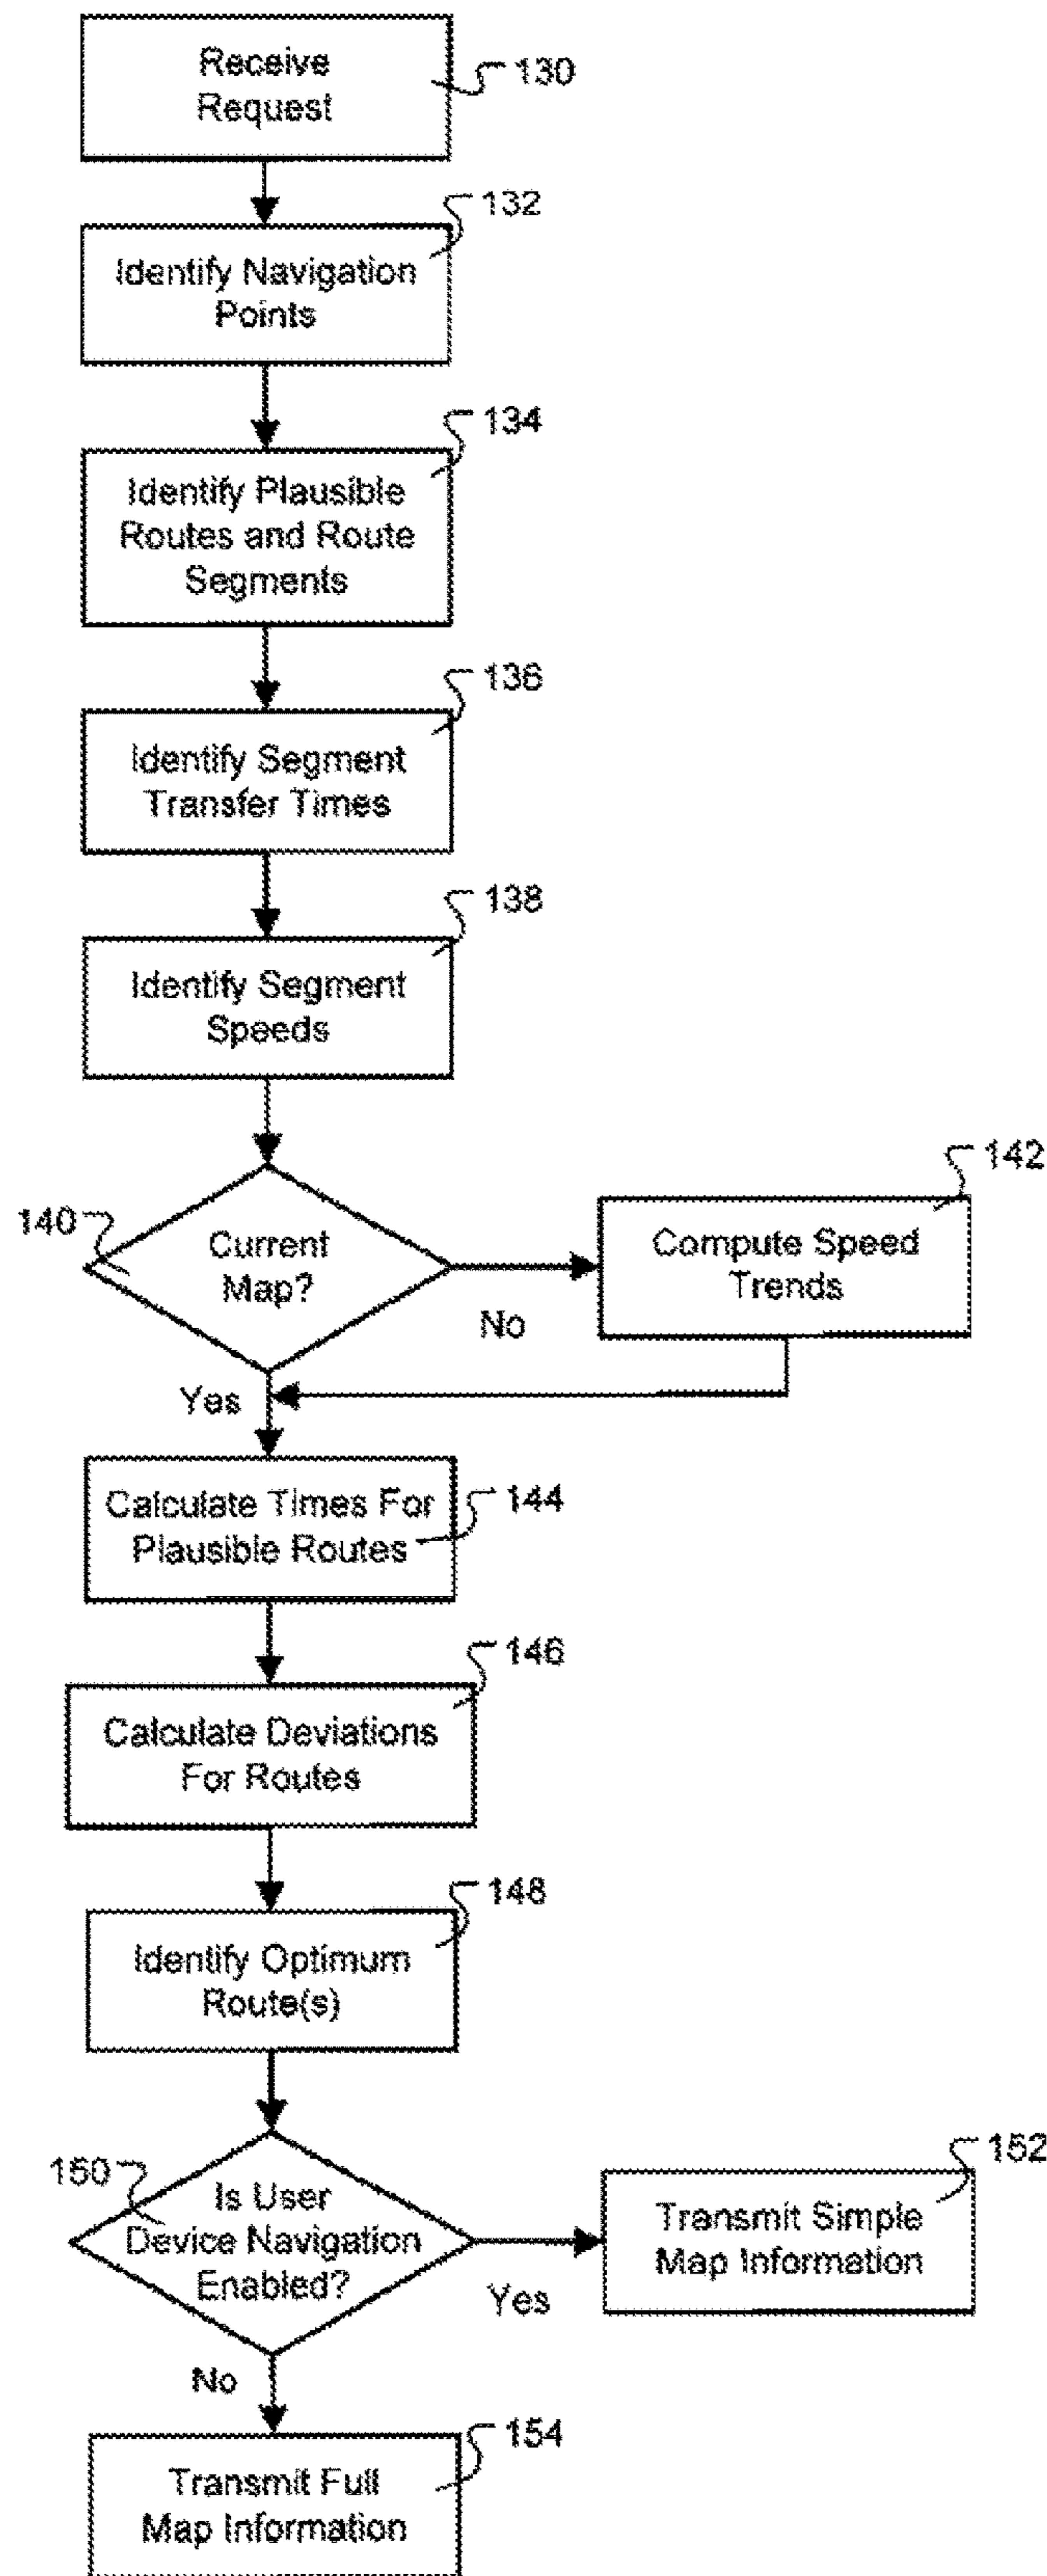 Receive
Request
130
132
Identify Navigation
Points
134
Identify Plausible
Routes and Route
Segments
136
Identify Segment
Transfer Times
138
Identify Segment
Speeds
140
Current
Map?
No
Yes
142
Compute Speed
Trends
Calculate Times For
Plausible Routes
144
146
Calculate Deviations
For Routes
148
Identify Optimum
Route(s)
150
Is User
Device Navigation
Enabled?
Yes
No
152
Transmit Simple
Map Information
154
Transmit Full
Map Information